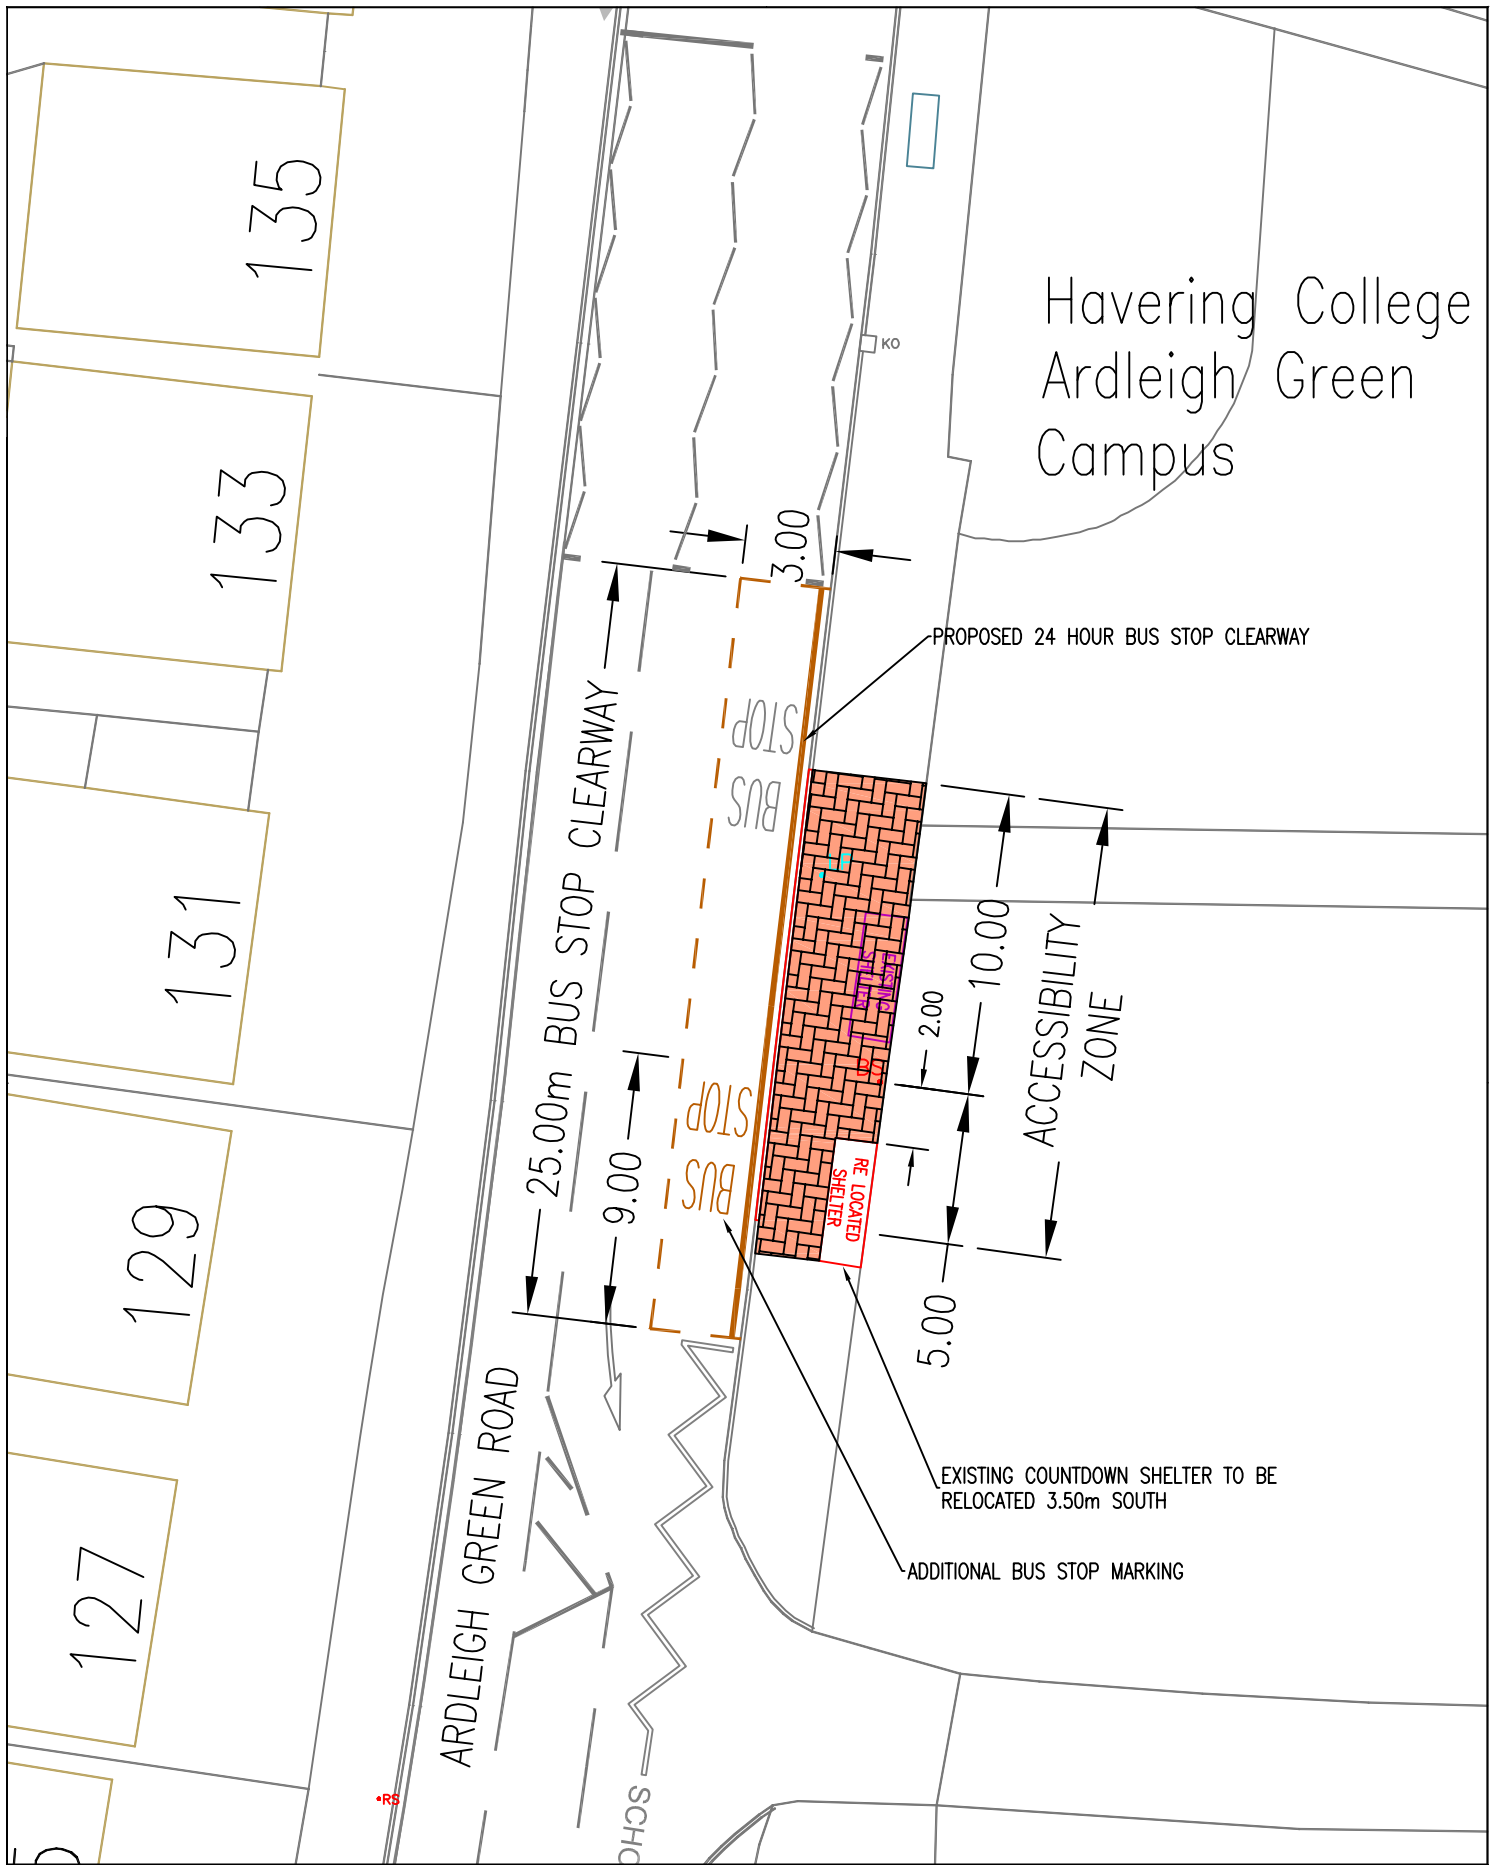 135
Havering College
Ardleigh Green
Campus
KO
133
3.00
PROPOSED 24 HOUR BUS STOP CLEARWAY
STOP
BUS
25.00m BUS STOP CLEARWAY
131
LP
EXISTING
SHELTER
BS
10.00
2.00
ACCESSIBILITY
ZONE
STOP
BUS
9.00
RE LOCATED
SHELTER
129
5.00
ARDLEIGH GREEN ROAD
EXISTING COUNTDOWN SHELTER TO BE
RELOCATED 3.50m SOUTH
ADDITIONAL BUS STOP MARKING
127
RS
SCHO